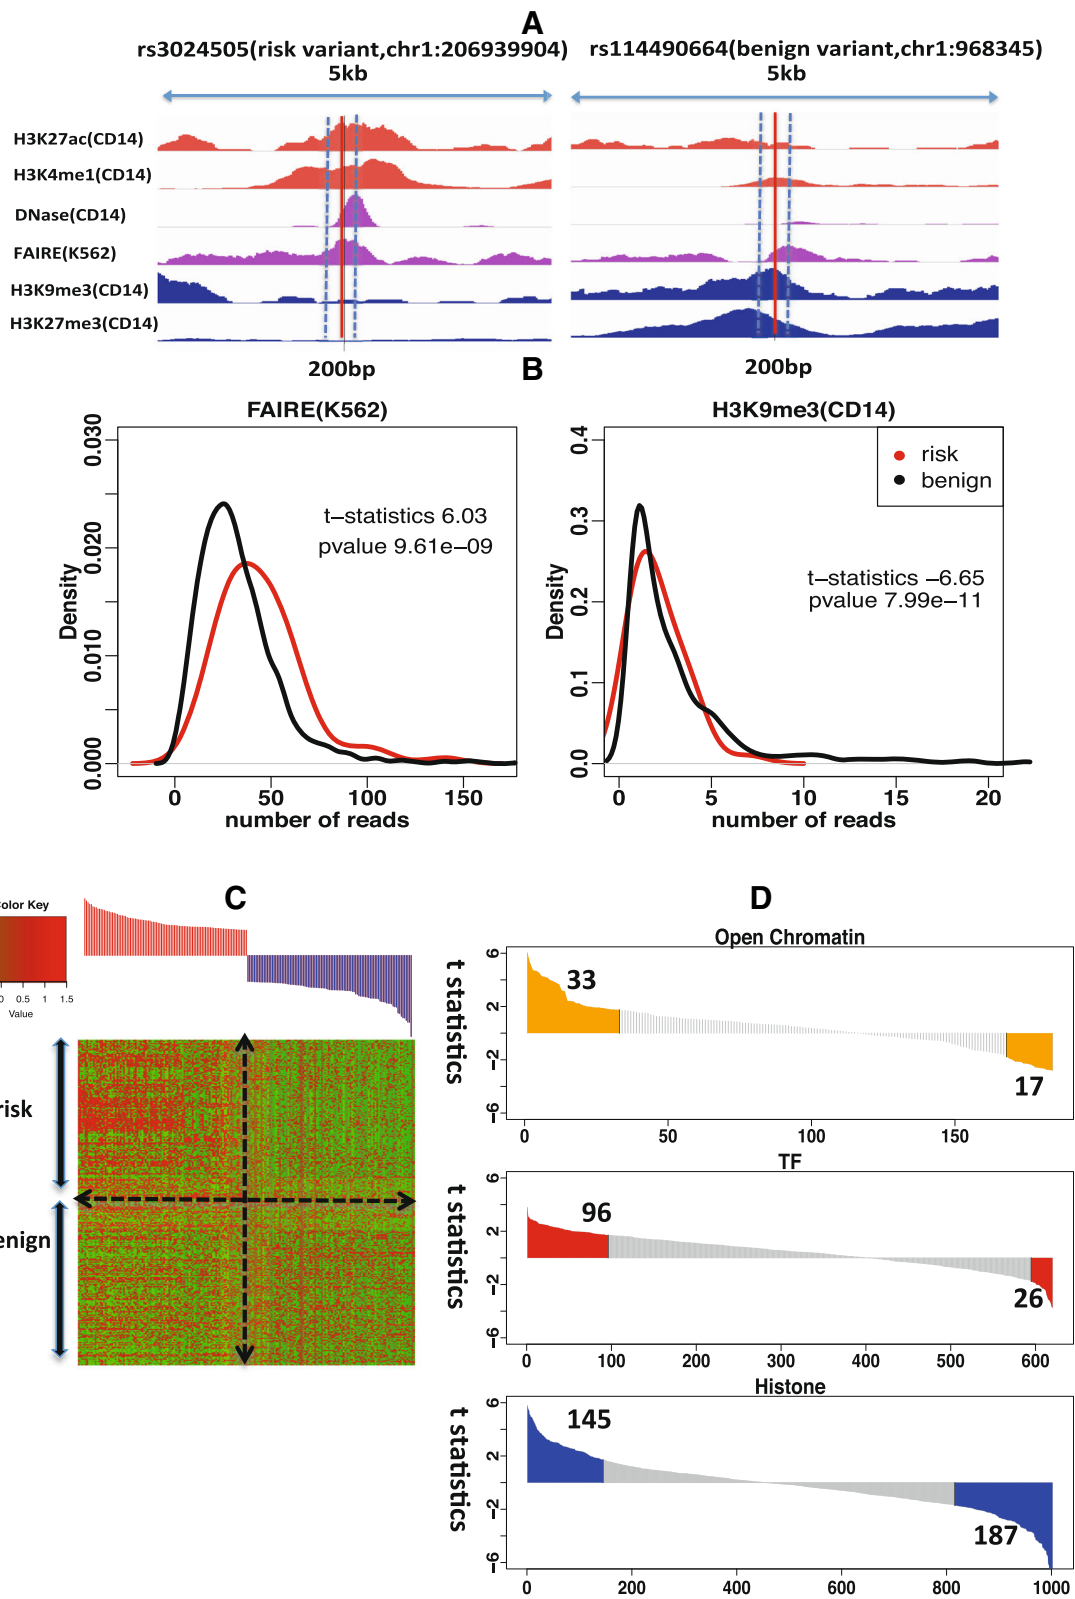 A
rs3024505(risk variant,chr1:206939904)
rs114490664(benign variant,chr1:968345)
5kb
5kb
H3K27ac(CD14)
H3K4me1(CD14)
DNase(CD14)
FAIRE(K562)
H3K9me3(CD14)
H3K27me3(CD14)
200bp
200bp
B
FAIRE(K562)
Density
0.000
0.010
0.020
0.030
t−statistics 6.03
pvalue 9.61e−09
0 50 100 150
number of reads
H3K9me3(CD14)
Density
0.0
0.1
0.2
0.3
0.4
risk
benign
t−statistics −6.65
pvalue 7.99e−11
0 5 10 15 20
number of reads
C
olor Key
0 0.5 1 1.5
Value
risk
enign
D
Open Chromatin
t statistics
6
2
−2
−6
33
17
0 50 100 150
TF
t statistics
6
2
−2
−6
96
26
0 100 200 300 400 500 600
Histone
t statistics
6
2
−2
−6
145
187
0 200 400 600 800 1000